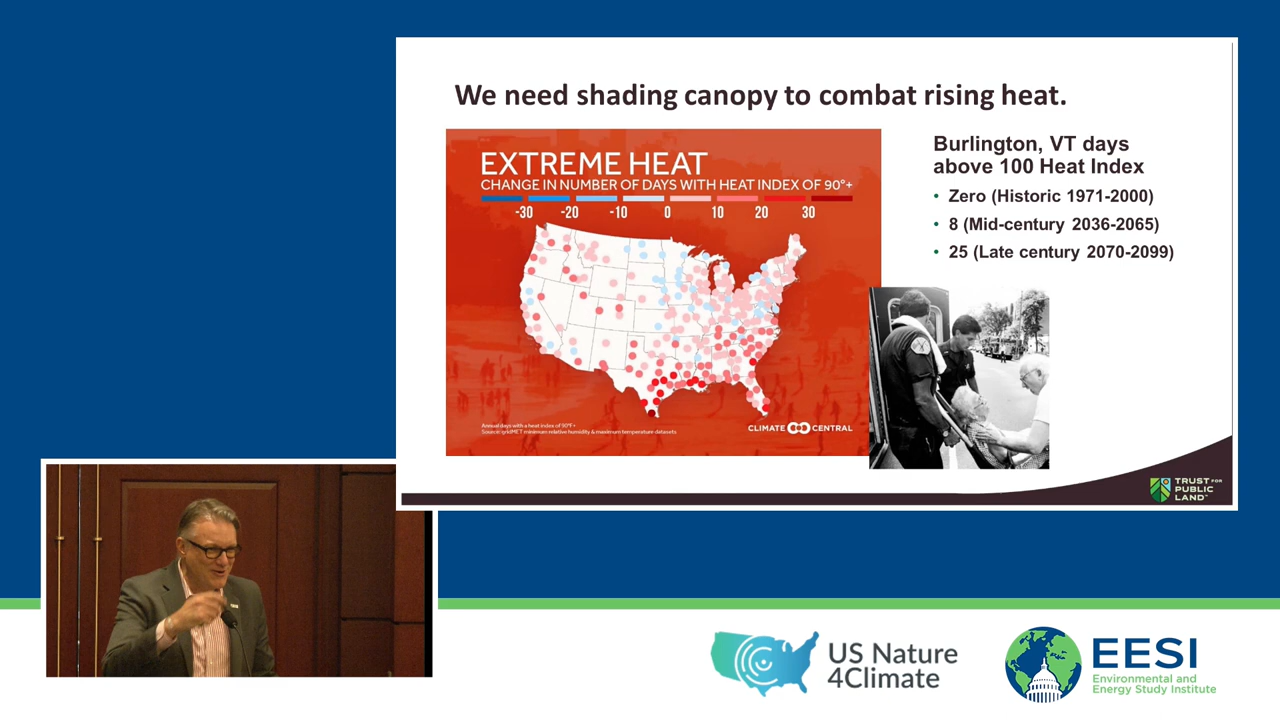 We need shading canopy to combat rising heat.
EXTREME HEAT
CHANGE IN NUMBER OF DAYS WITH HEAT INDEX OF 90°+
-30 -20 -10 0 10 20 30
Annual days with a heat index of 90°F+
Source: gridMET minimum relative humidity & maximum temperature datasets
CLIMATE CENTRAL
Burlington, VT days
above 100 Heat Index
• Zero (Historic 1971-2000)
• 8 (Mid-century 2036-2065)
• 25 (Late century 2070-2099)
TRUST FOR
PUBLIC
LAND™
US Nature
4Climate
EESI
Environmental and
Energy Study Institute